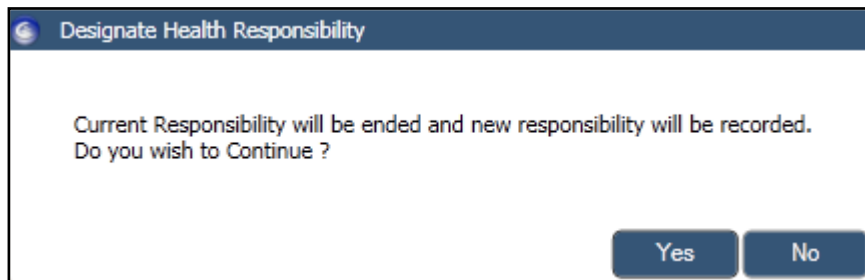 Designate Health Responsibility
Current Responsibility will be ended and new responsibility will be recorded.
Do you wish to Continue ?
Yes No